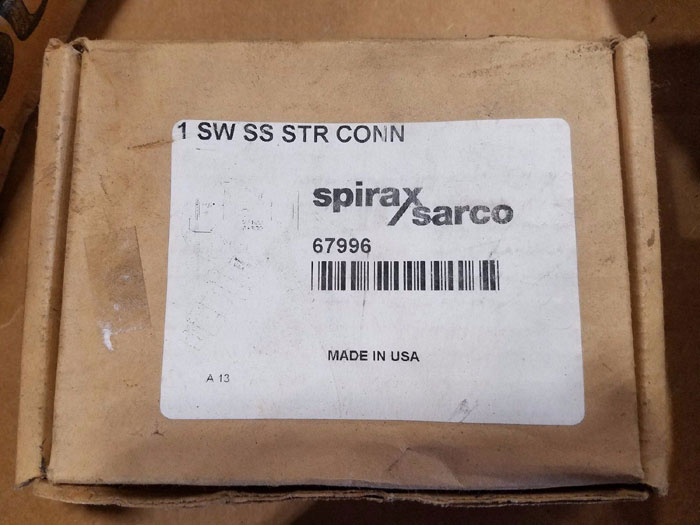 1 SW SS STR CONN
spirax
sarco
67996
MADE IN USA
A 13